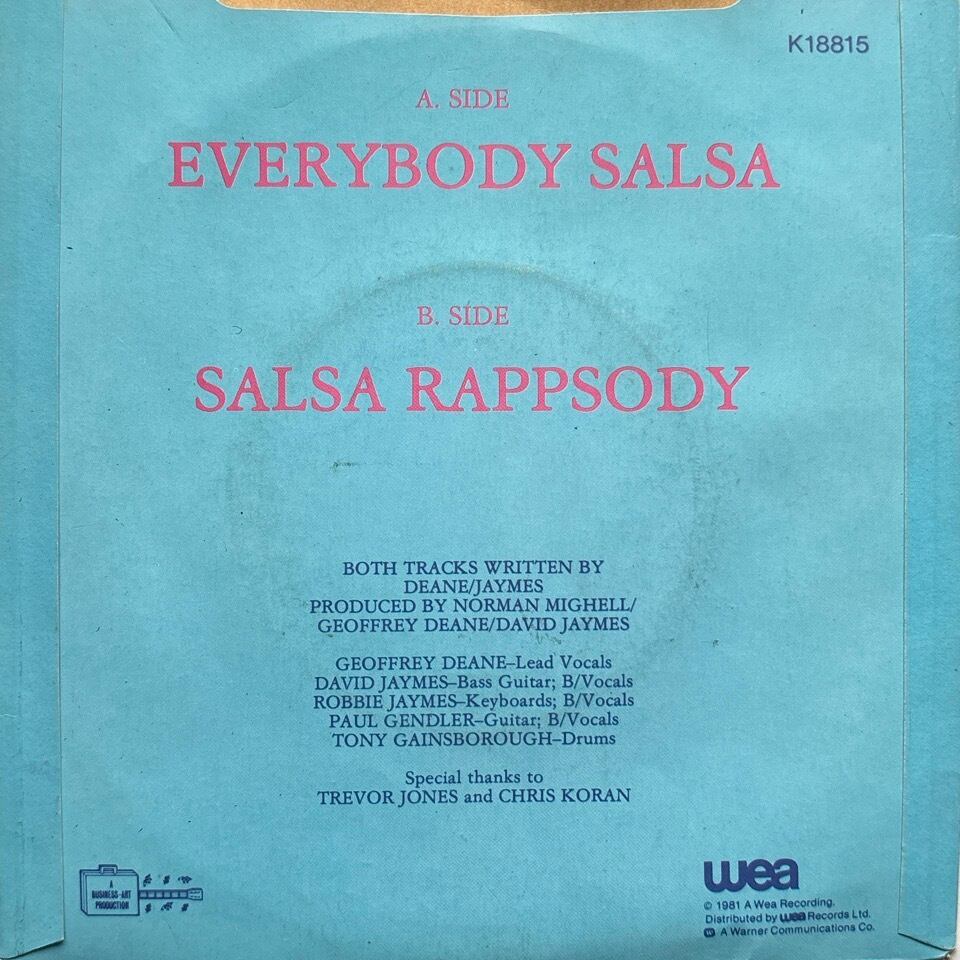 K18815
A. SIDE
EVERYBODY SALSA
B. SIDE
SALSA RAPPSODY
BOTH TRACKS WRITTEN BY
DEANE/JAYMES
PRODUCED BY NORMAN MIGHELL/
GEOFFREY DEANE/DAVID JAYMES
GEOFFREY DEANE–Lead Vocals
DAVID JAYMES–Bass Guitar; B/Vocals
ROBBIE JAYMES–Keyboards; B/Vocals
PAUL GENDLER–Guitar; B/Vocals
TONY GAINSBOROUGH–Drums
Special thanks to
TREVOR JONES and CHRIS KORAN
A
BUSINESS-ART
PRODUCTION
wea
© 1981 A Wea Recording.
Distributed by wea Records Ltd.
w A Warner Communications Co.